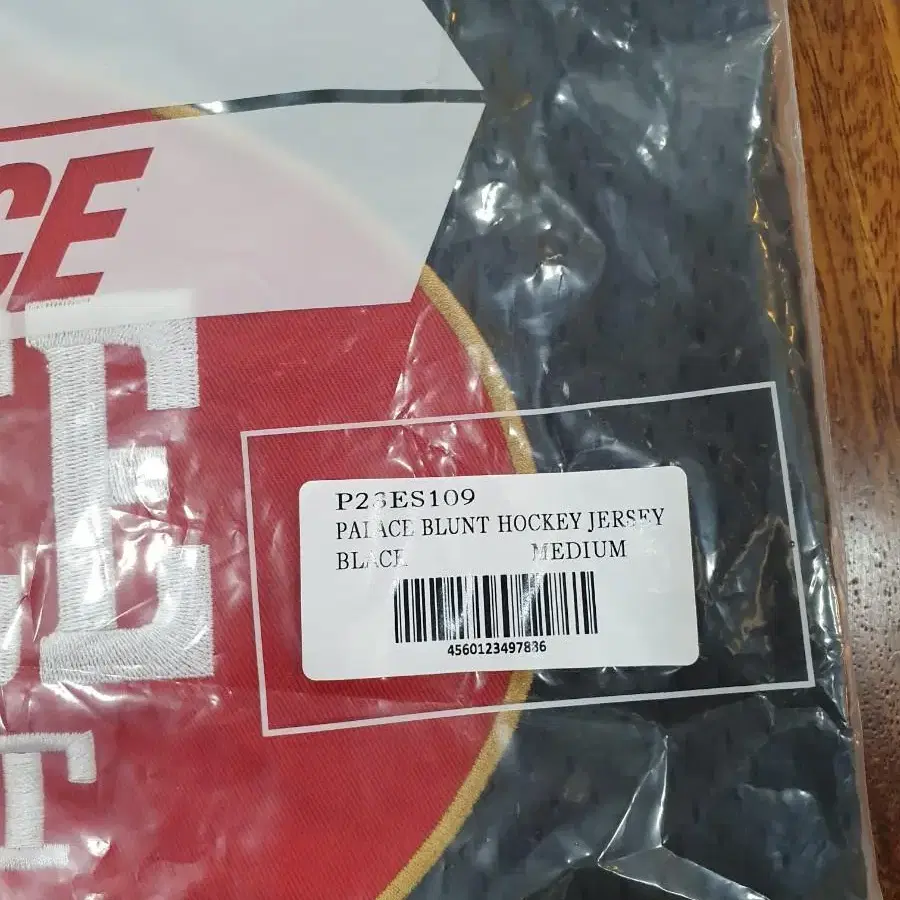 CE
E
P23ES109
PALACE BLUNT HOCKEY JERSEY
BLACK MEDIUM
4560123497836
T